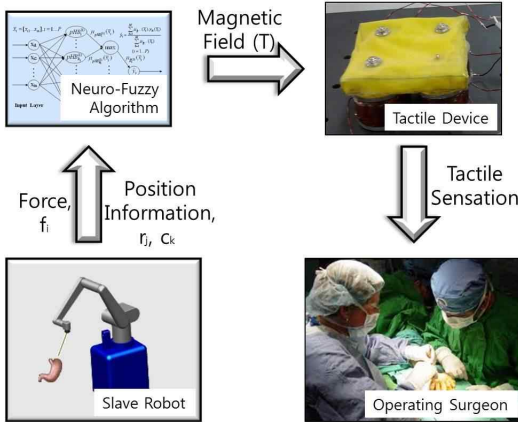 Magnetic
Field (T)
Input Layer
Neuro-Fuzzy
Algorithm
Tactile Device
Force,
fi
Position
Information,
rj, ck
Tactile
Sensation
Slave Robot
Operating Surgeon